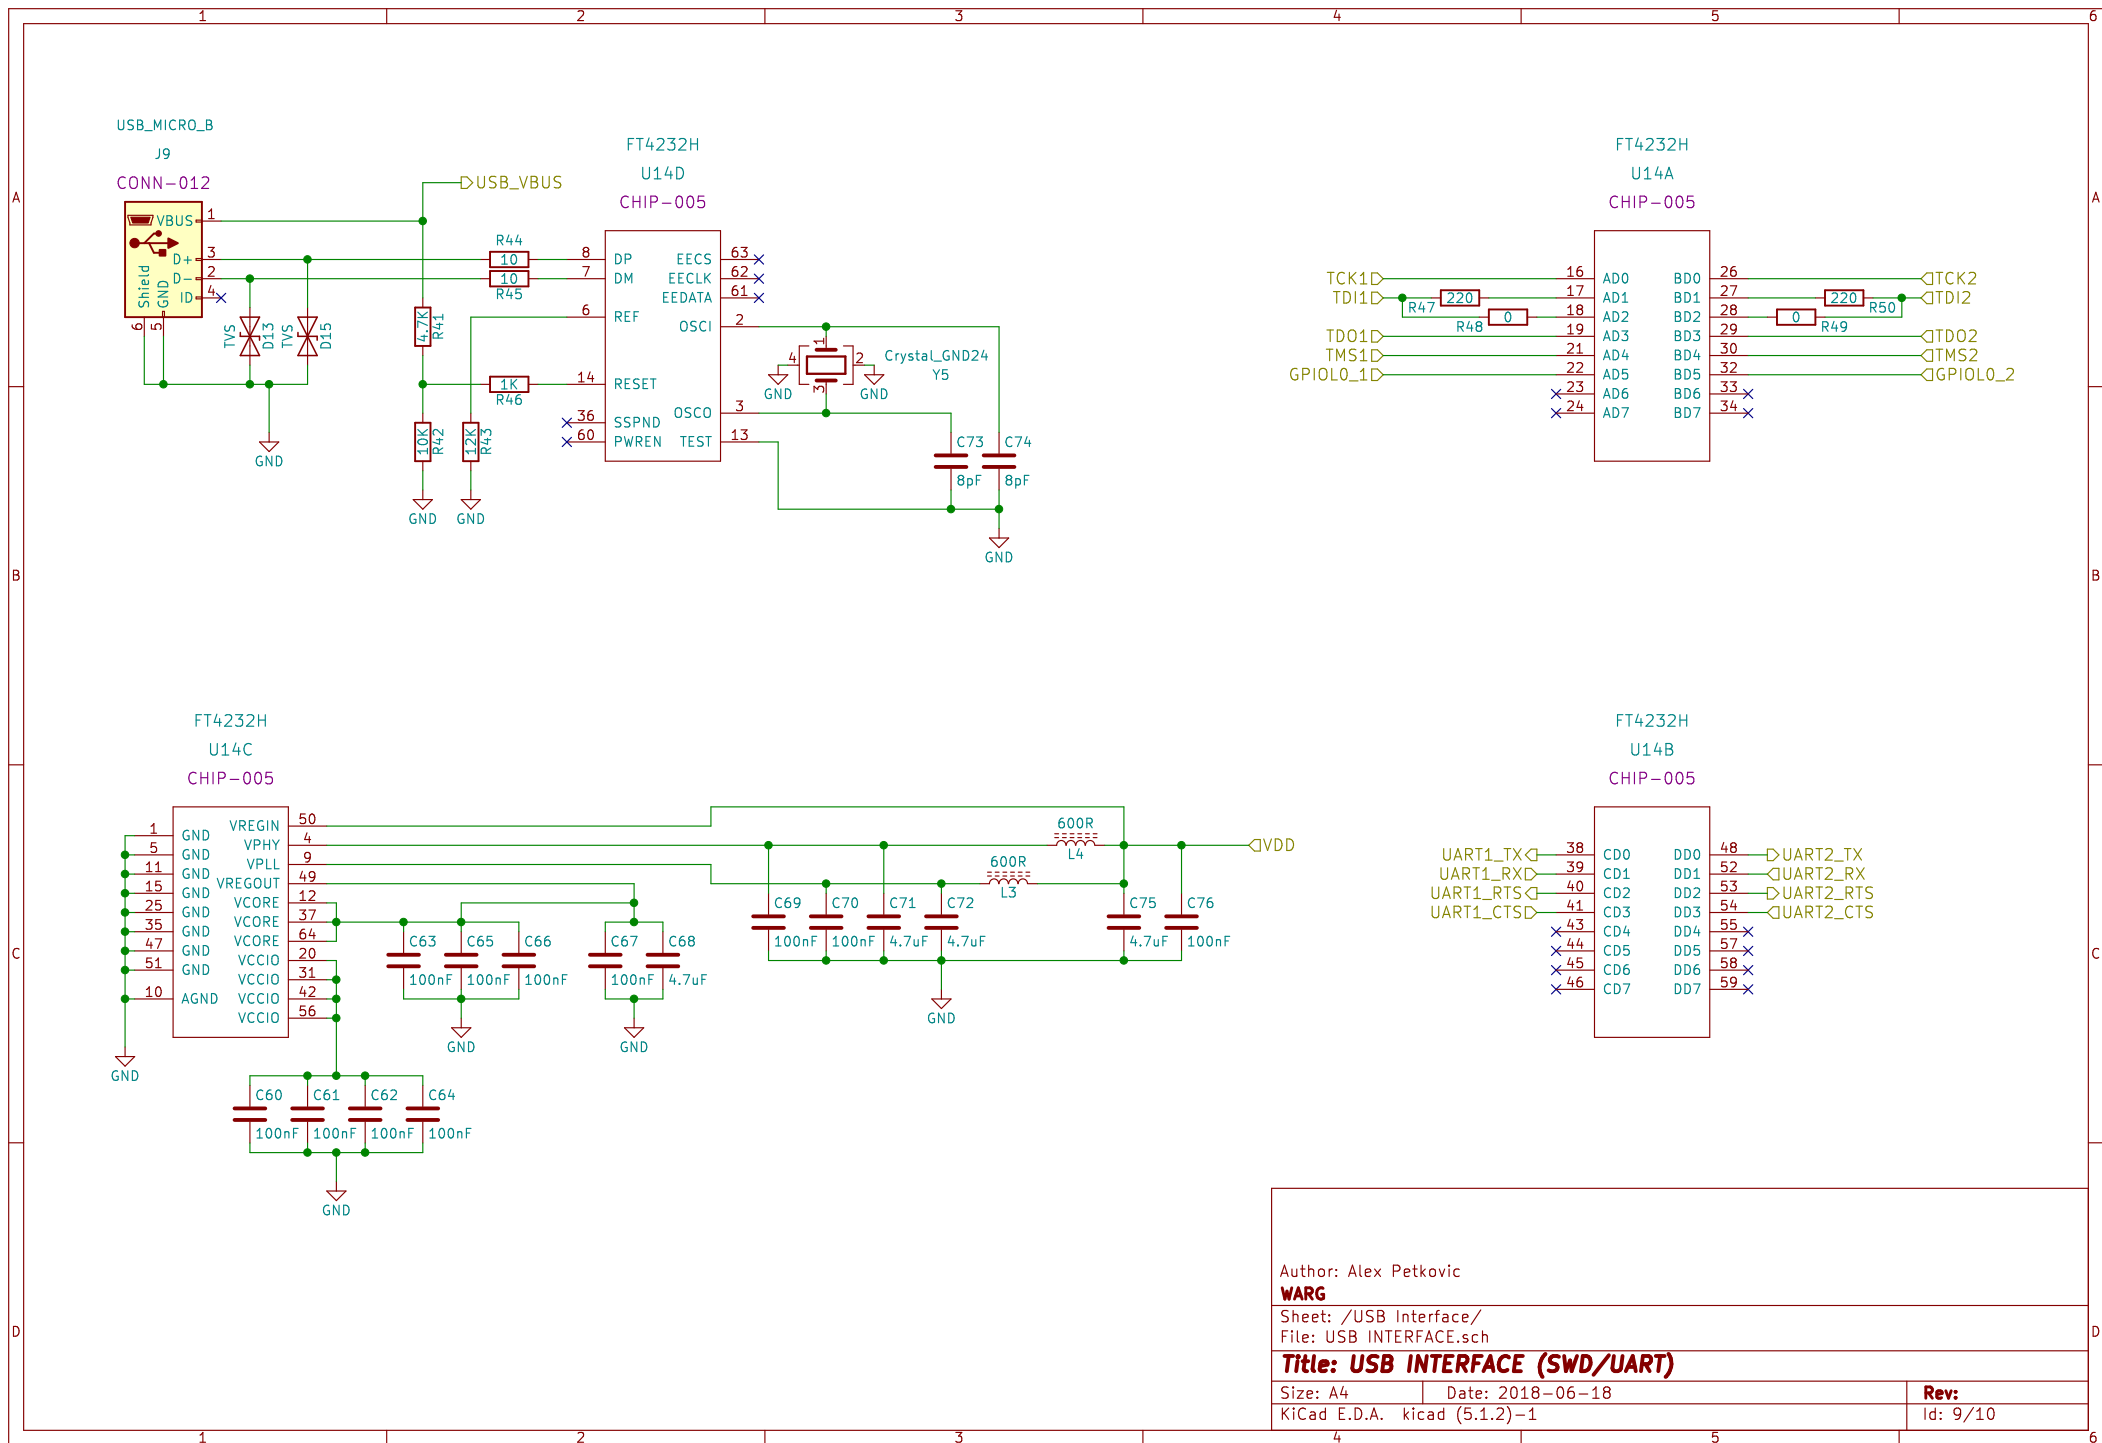 1 2 3 4 5 6
A
B
C
D
USB_MICRO_B
J9
CONN-012
VBUS 1
D+ 3
D- 2
ID 4
Shield
GND
6 5
TVS D13
TVS D15
GND
USB_VBUS
R44
10
10
R45
4.7K R41
1K
R46
10K R42
12K R43
GND GND
FT4232H
U14D
CHIP-005
8 DP
7 DM
6 REF
14 RESET
36 SSPND
60 PWREN
EECS 63
EECLK 62
EEDATA 61
OSCI 2
OSCO 3
TEST 13
1
4 2
3
GND GND
Crystal_GND24
Y5
C73 C74
8pF 8pF
GND
FT4232H
U14A
CHIP-005
TCK1 16 AD0 BD0 26 TCK2
TDI1 220 17 AD1 BD1 27 220 TDI2
R47 R50
R48 0 18 AD2 BD2 28 0 R49
TDO1 19 AD3 BD3 29 TDO2
TMS1 21 AD4 BD4 30 TMS2
GPIOL0_1 22 AD5 BD5 32 GPIOL0_2
23 AD6 BD6 33
24 AD7 BD7 34
FT4232H
U14C
CHIP-005
1 GND
5 GND
11 GND
15 GND
25 GND
35 GND
47 GND
51 GND
10 AGND
GND
VREGIN 50
VPHY 4
VPLL 9
VREGOUT 49
VCORE 12
VCORE 37
VCORE 64
VCCIO 20
VCCIO 31
VCCIO 42
VCCIO 56
C63 C65 C66
100nF 100nF 100nF
GND
C67 C68
100nF 4.7uF
GND
C60 C61 C62 C64
100nF 100nF 100nF 100nF
GND
600R
L4
600R
L3
VDD
C69 C70 C71 C72 C75 C76
100nF 100nF 4.7uF 4.7uF 4.7uF 100nF
GND
FT4232H
U14B
CHIP-005
UART1_TX 38 CD0 DD0 48 UART2_TX
UART1_RX 39 CD1 DD1 52 UART2_RX
UART1_RTS 40 CD2 DD2 53 UART2_RTS
UART1_CTS 41 CD3 DD3 54 UART2_CTS
43 CD4 DD4 55
44 CD5 DD5 57
45 CD6 DD6 58
46 CD7 DD7 59
Author: Alex Petkovic
WARG
Sheet: /USB Interface/
File: USB INTERFACE.sch
Title: USB INTERFACE (SWD/UART)
Size: A4 Date: 2018-06-18 Rev:
KiCad E.D.A. kicad (5.1.2)-1 Id: 9/10
A
B
C
D
1 2 3 4 5 6